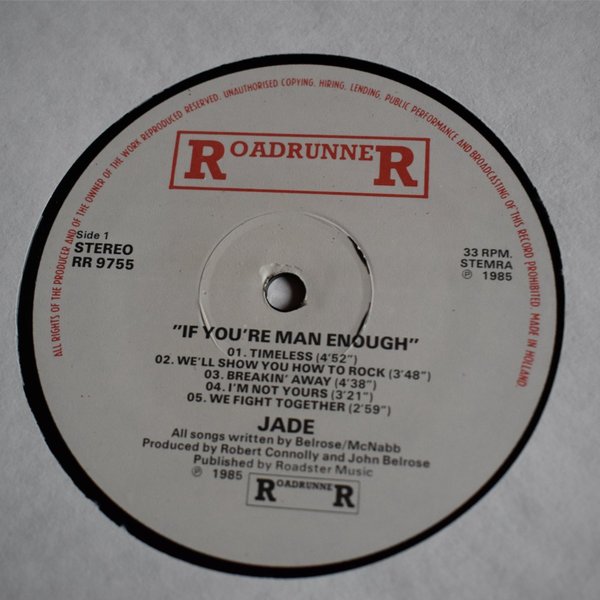 ALL RIGHTS OF THE PRODUCER AND OF THE OWNER OF THE WORK REPRODUCED RESERVED. UNAUTHORISED COPYING, HIRING, LENDING, PUBLIC PERFORMANCE AND BROADCASTING OF THIS RECORD PROHIBITED. MADE IN HOLLAND
ROADRUNNER
Side 1
STEREO
RR 9755
33 RPM.
STEMRA
℗ 1985
"IF YOU'RE MAN ENOUGH"
01. TIMELESS (4'52")
02. WE'LL SHOW YOU HOW TO ROCK (3'48")
03. BREAKIN' AWAY (4'38")
04. I'M NOT YOURS (3'21")
05. WE FIGHT TOGETHER (2'59")
JADE
All songs written by Belrose/McNabb
Produced by Robert Connolly and John Belrose
Published by Roadster Music
℗ 1985
ROADRUNNER